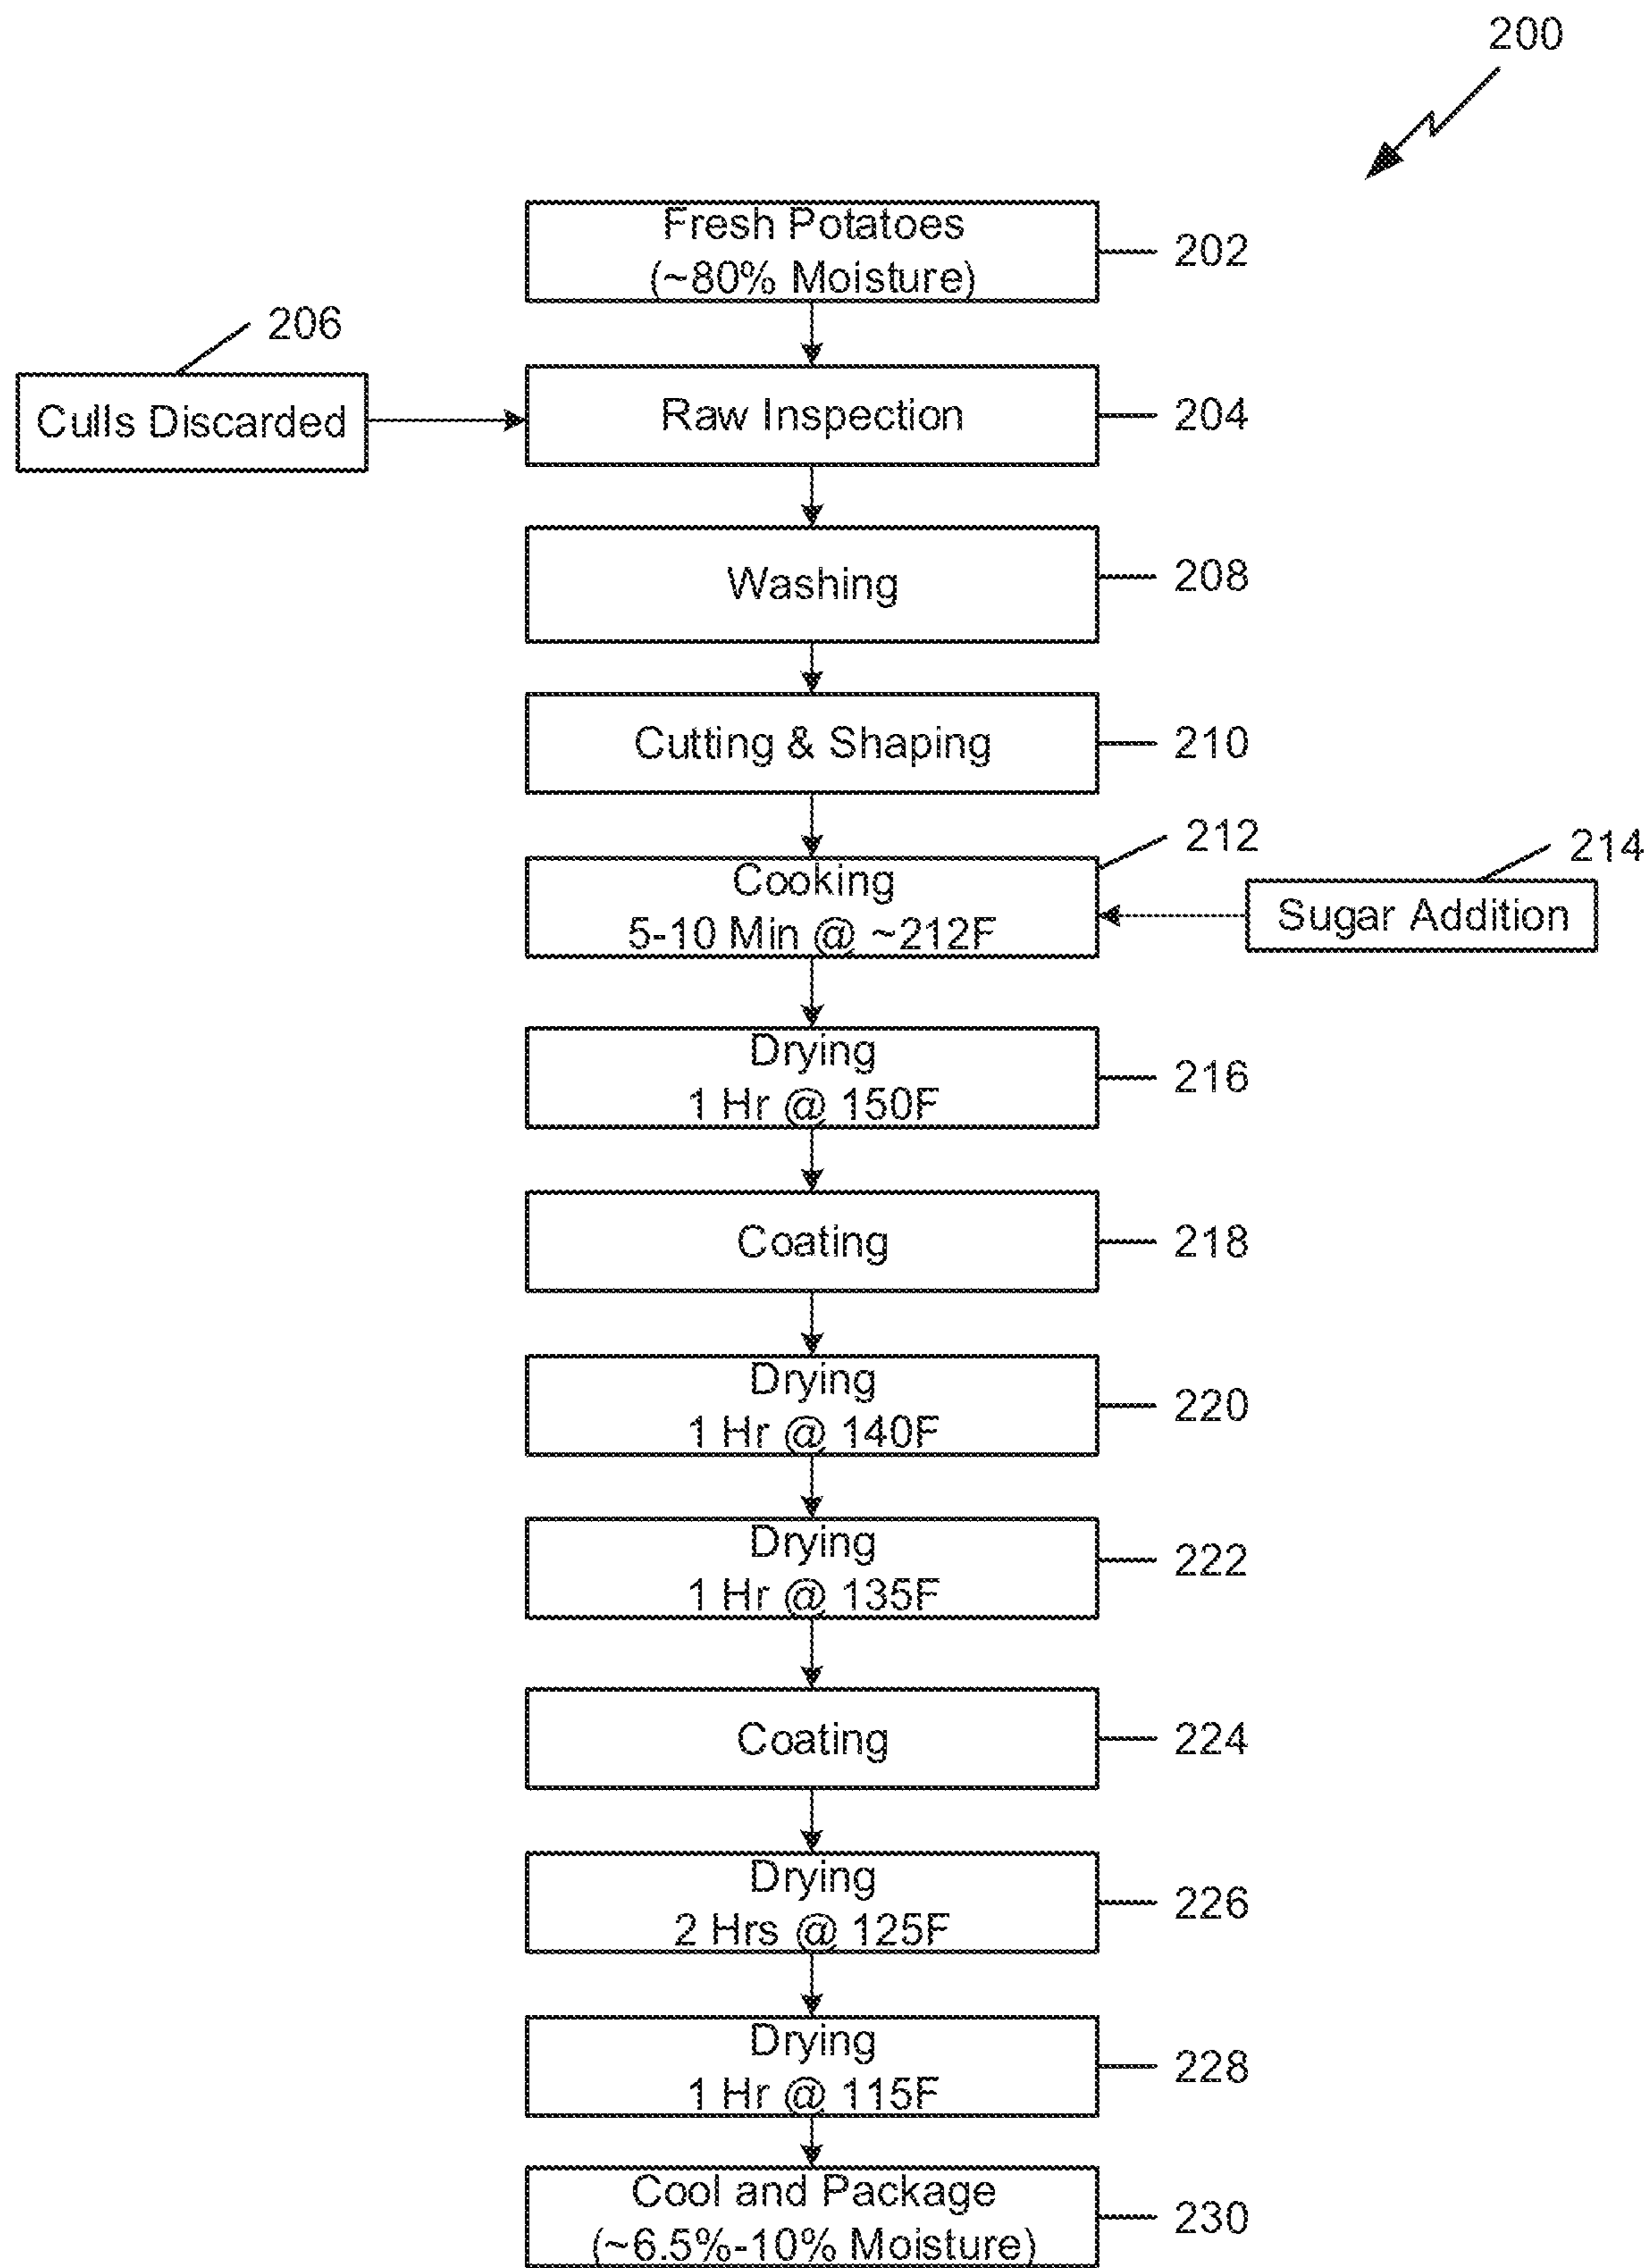 200
Fresh Potatoes
(~80% Moisture)
202
206
Culls Discarded
Raw Inspection
204
Washing
208
Cutting & Shaping
210
212
214
Cooking
5-10 Min @ ~212F
Sugar Addition
Drying
1 Hr @ 150F
216
Coating
218
Drying
1 Hr @ 140F
220
Drying
1 Hr @ 135F
222
Coating
224
Drying
2 Hrs @ 125F
226
Drying
1 Hr @ 115F
228
Cool and Package
(~6.5%-10% Moisture)
230